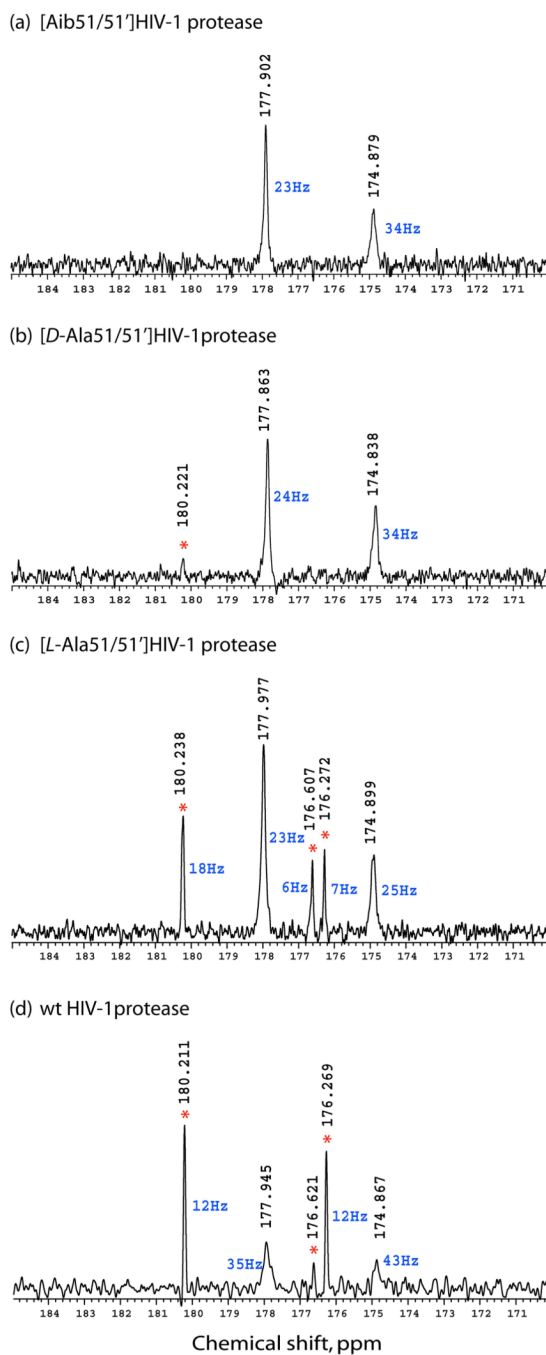 (a) [Aib51/51']HIV-1 protease
177.902
174.879
23Hz
34Hz
184 183 182 181 180 179 178 177 176 175 174 173 172 171
(b) [D-Ala51/51']HIV-1protease
177.863
174.838
180.221
*
24Hz
34Hz
184 183 182 181 180 179 178 177 176 175 174 173 172 171
(c) [L-Ala51/51']HIV-1 protease
180.238
177.977
176.607
176.272
174.899
* * *
18Hz
23Hz
6Hz
7Hz
25Hz
184 183 182 181 180 179 178 177 176 175 174 173 172 171
(d) wt HIV-1protease
180.211
177.945
176.621
176.269
174.867
* * *
12Hz
35Hz
12Hz
43Hz
184 183 182 181 180 179 178 177 176 175 174 173 172 171
Chemical shift, ppm